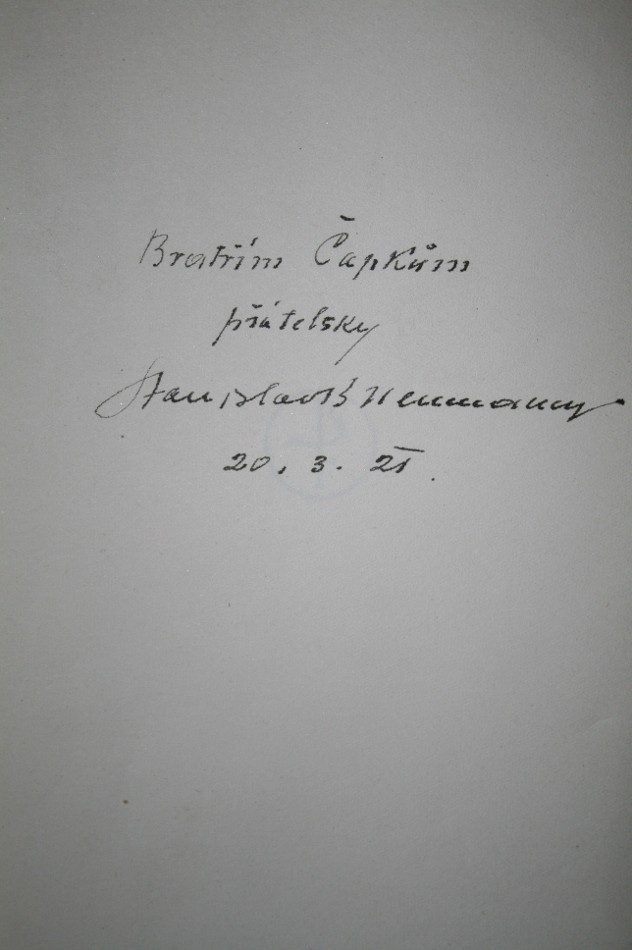 Bratřím Čapkům
přátelsky
Stanislav K Neumann
20. 3. 21.